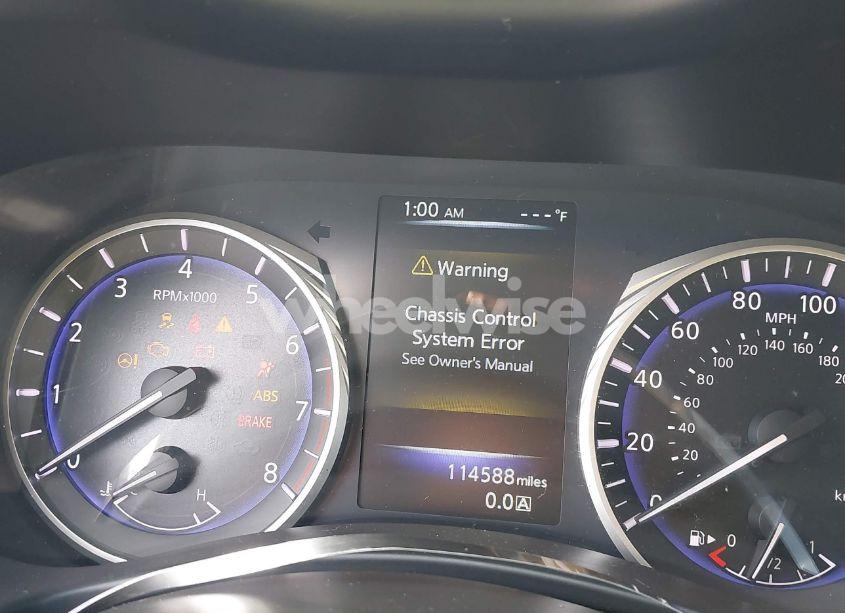 1:00 AM
---°F
Warning
Chassis Control
System Error
See Owner's Manual
114588 miles
0.0 A
RPMx1000
0
1
2
3
4
5
6
7
8
ABS
BRAKE
H
0
20
40
60
80
100
MPH
20
40
60
80
100
120
140
160
180
0
1/2
1
wheelwise